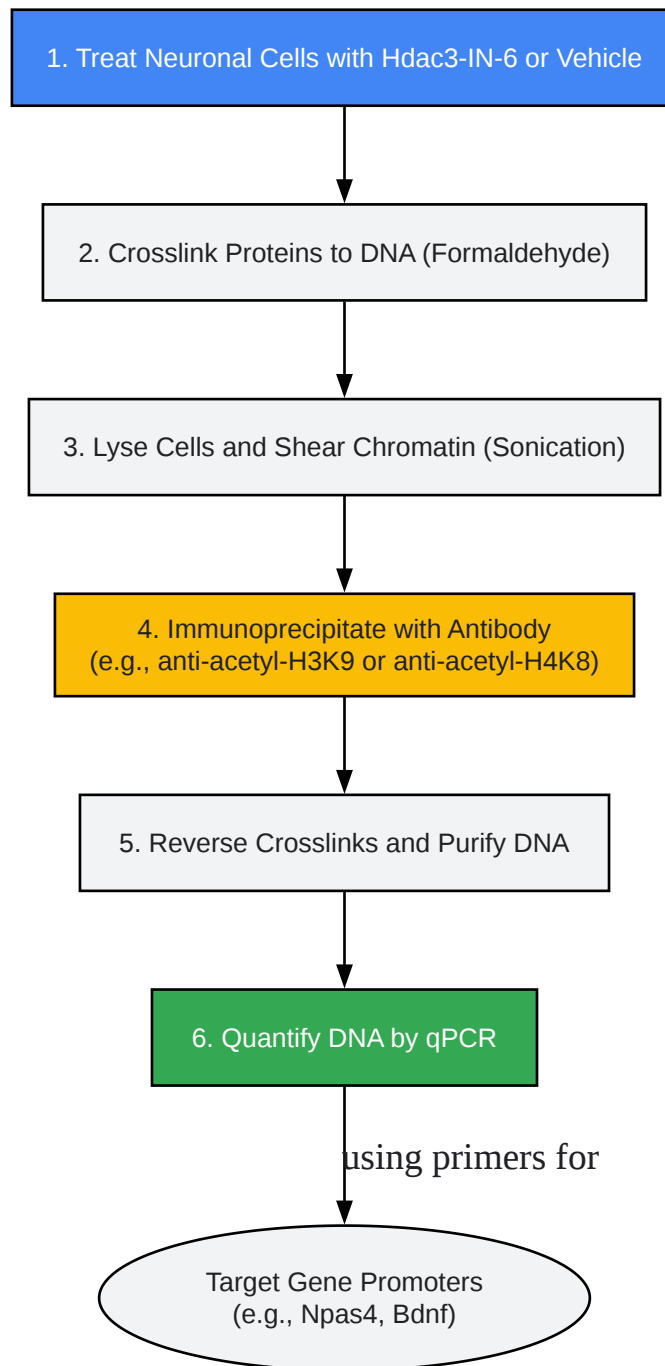 1. Treat Neuronal Cells with Hdac3-IN-6 or Vehicle
2. Crosslink Proteins to DNA (Formaldehyde)
3. Lyse Cells and Shear Chromatin (Sonication)
4. Immunoprecipitate with Antibody
(e.g., anti-acetyl-H3K9 or anti-acetyl-H4K8)
5. Reverse Crosslinks and Purify DNA
6. Quantify DNA by qPCR
using primers for
Target Gene Promoters
(e.g., Npas4, Bdnf)